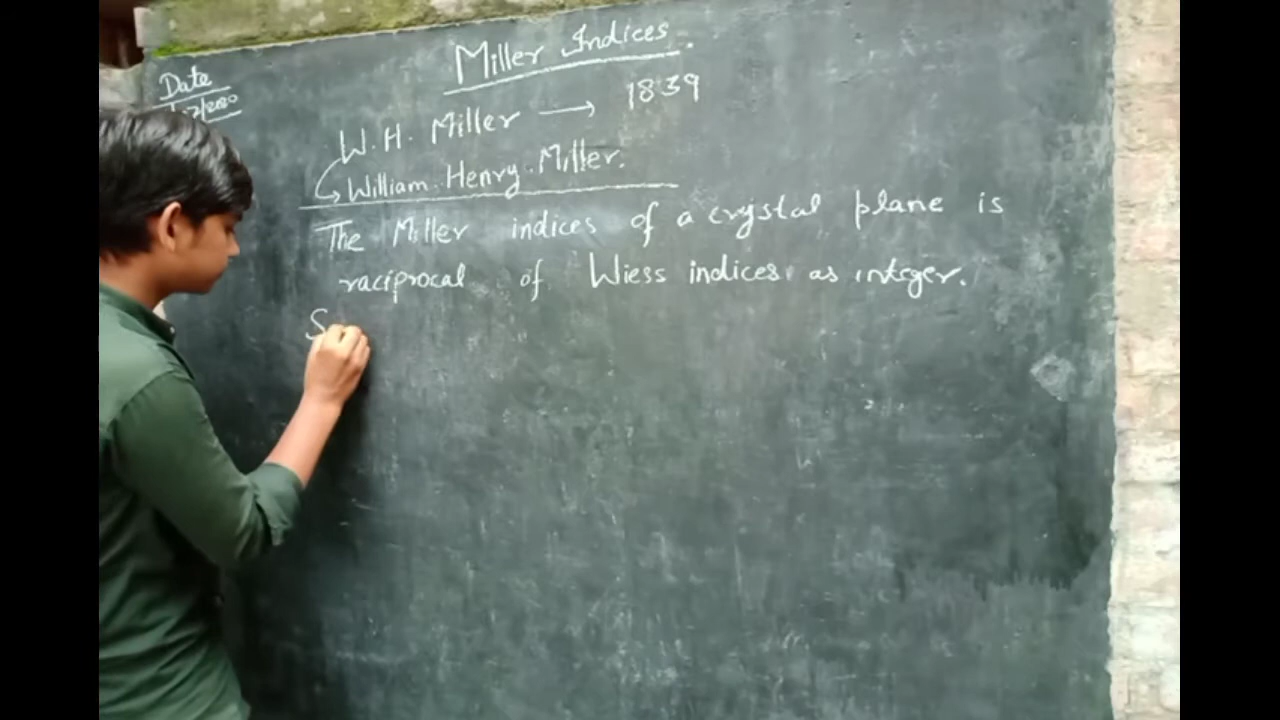 Miller Indices.
Date
W. H. Miller → 1839
William Henry Miller.
The Miller indices of a crystal plane is
raciprocal of Wiess indices as integer.
S